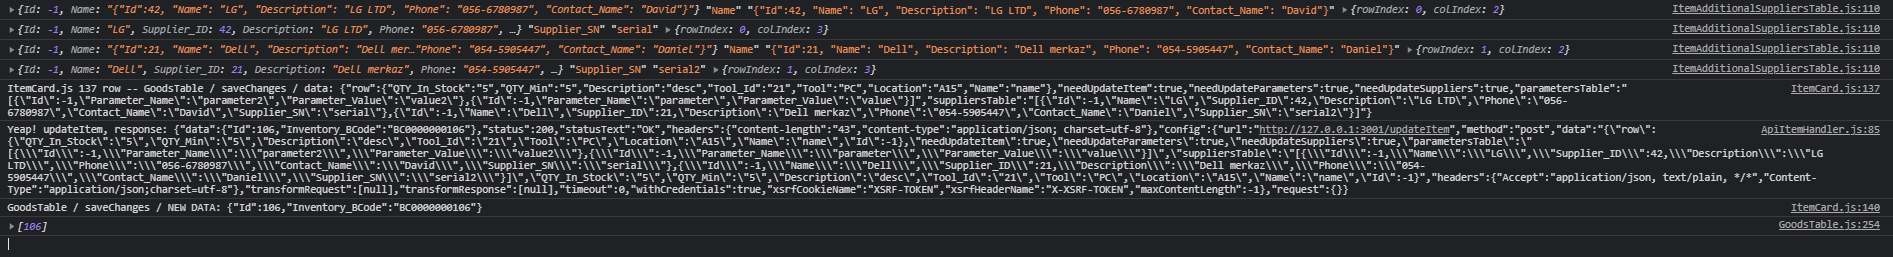 ▶{Id: -1, Name: "{"Id":42, "Name": "LG", "Description": "LG LTD", "Phone": "056-6780987", "Contact_Name": "David"}"} "Name" "{"Id":42, "Name": "LG", "Description": "LG LTD", "Phone": "056-6780987", "Contact_Name": "David"}" ▶{rowIndex: 0, colIndex: 2} ItemAdditionalSuppliersTable.js:110
▶{Id: -1, Name: "LG", Supplier_ID: 42, Description: "LG LTD", Phone: "056-6780987", …} "Supplier_SN" "serial" ▶{rowIndex: 0, colIndex: 3} ItemAdditionalSuppliersTable.js:110
▶{Id: -1, Name: "{"Id":21, "Name": "Dell", "Description": "Dell mer…"Phone": "054-5905447", "Contact_Name": "Daniel"}"} "Name" "{"Id":21, "Name": "Dell", "Description": "Dell merkaz", "Phone": "054-5905447", "Contact_Name": "Daniel"}" ▶{rowIndex: 1, colIndex: 2} ItemAdditionalSuppliersTable.js:110
▶{Id: -1, Name: "Dell", Supplier_ID: 21, Description: "Dell merkaz", Phone: "054-5905447", …} "Supplier_SN" "serial2" ▶{rowIndex: 1, colIndex: 3} ItemAdditionalSuppliersTable.js:110
ItemCard.js 137 row -- GoodsTable / saveChanges / data: {"row":{"QTY_In_Stock":"5","QTY_Min":"5","Description":"desc","Tool_Id":"21","Tool":"PC","Location":"A15","Name":"name"},"needUpdateItem":true,"needUpdateParameters":true,"needUpdateSuppliers":true,"parametersTable":" ItemCard.js:137
[{\"Id\":-1,\"Parameter_Name\":\"parameter2\",\"Parameter_Value\":\"value2\"},{\"Id\":-1,\"Parameter_Name\":\"parameter\",\"Parameter_Value\":\"value\"}]","suppliersTable":"[{\"Id\":-1,\"Name\":\"LG\",\"Supplier_ID\":42,\"Description\":\"LG LTD\",\"Phone\":\"056-
6780987\",\"Contact_Name\":\"David\",\"Supplier_SN\":\"serial\"},{\"Id\":-1,\"Name\":\"Dell\",\"Supplier_ID\":21,\"Description\":\"Dell merkaz\",\"Phone\":\"054-5905447\",\"Contact_Name\":\"Daniel\",\"Supplier_SN\":\"serial2\"}]"}
Yeap! updateItem, response: {"data":{"Id":106,"Inventory_BCode":"BC0000000106"},"status":200,"statusText":"OK","headers":{"content-length":"43","content-type":"application/json; charset=utf-8"},"config":{"url":"http://127.0.0.1:3001/updateItem","method":"post","data":"{\"row\": ApiItemHandler.js:85
{\"QTY_In_Stock\":\"5\",\"QTY_Min\":\"5\",\"Description\":\"desc\",\"Tool_Id\":\"21\",\"Tool\":\"PC\",\"Location\":\"A15\",\"Name\":\"name\",\"Id\":-1},\"needUpdateItem\":true,\"needUpdateParameters\":true,\"needUpdateSuppliers\":true,\"parametersTable\":\"
[{\\\"Id\\\":-1,\\\"Parameter_Name\\\":\\\"parameter2\\\",\\\"Parameter_Value\\\":\\\"value2\\\"},{\\\"Id\\\":-1,\\\"Parameter_Name\\\":\\\"parameter\\\",\\\"Parameter_Value\\\":\\\"value\\\"}]\",\"suppliersTable\":\"[{\\\"Id\\\":-1,\\\"Name\\\":\\\"LG\\\",\\\"Supplier_ID\\\":42,\\\"Description\\\":\\\"LG
LTD\\\",\\\"Phone\\\":\\\"056-6780987\\\",\\\"Contact_Name\\\":\\\"David\\\",\\\"Supplier_SN\\\":\\\"serial\\\"},{\\\"Id\\\":-1,\\\"Name\\\":\\\"Dell\\\",\\\"Supplier_ID\\\":21,\\\"Description\\\":\\\"Dell merkaz\\\",\\\"Phone\\\":\\\"054-
5905447\\\",\\\"Contact_Name\\\":\\\"Daniel\\\",\\\"Supplier_SN\\\":\\\"serial2\\\"}]\",\"QTY_In_Stock\":\"5\",\"QTY_Min\":\"5\",\"Description\":\"desc\",\"Tool_Id\":\"21\",\"Tool\":\"PC\",\"Location\":\"A15\",\"Name\":\"name\",\"Id\":-1}","headers":{"Accept":"application/json, text/plain, */*","Content-
Type":"application/json;charset=utf-8"},"transformRequest":[null],"transformResponse":[null],"timeout":0,"withCredentials":true,"xsrfCookieName":"XSRF-TOKEN","xsrfHeaderName":"X-XSRF-TOKEN","maxContentLength":-1},"request":{}}
GoodsTable / saveChanges / NEW DATA: {"Id":106,"Inventory_BCode":"BC0000000106"} ItemCard.js:140
▶[106] GoodsTable.js:254